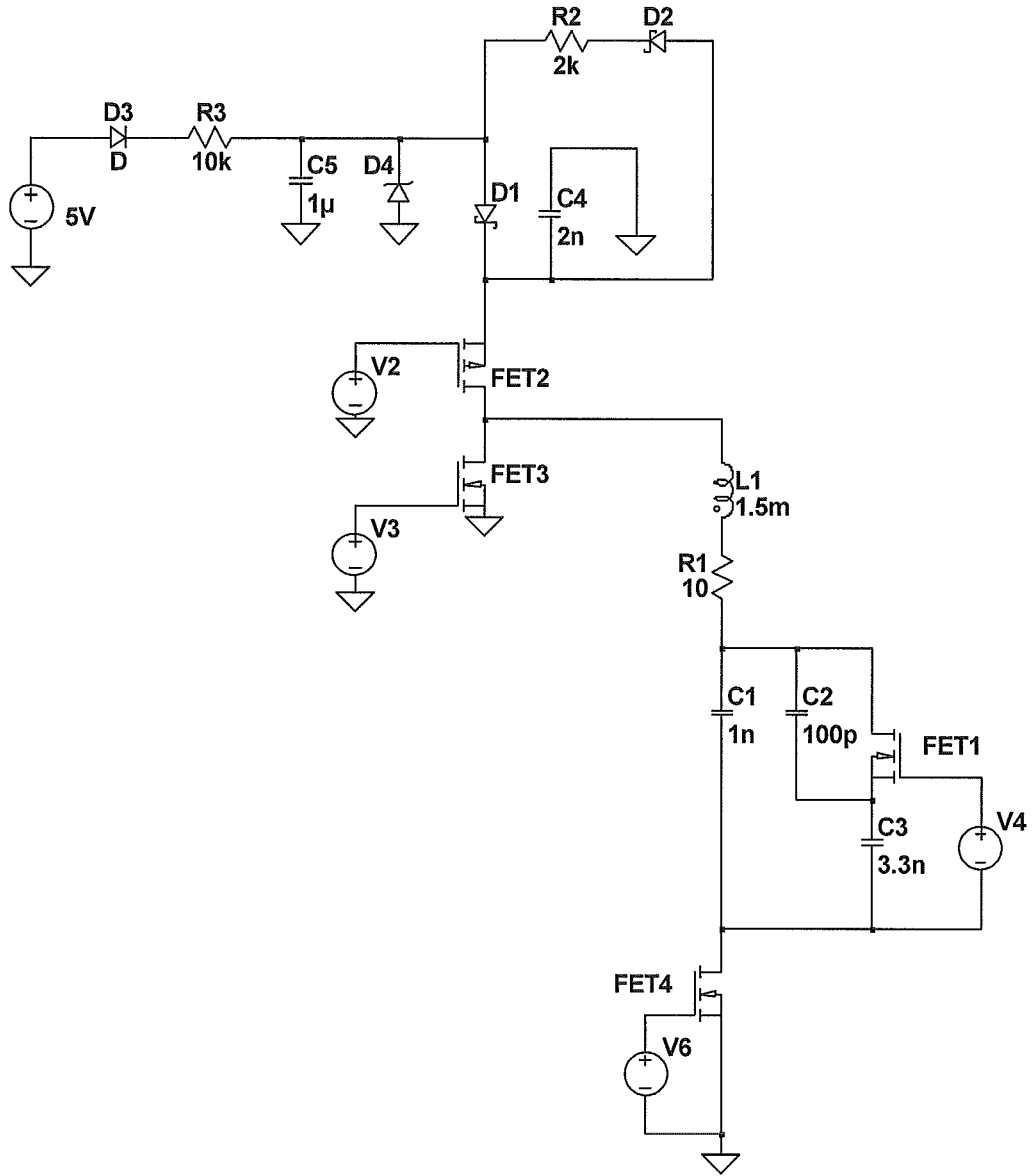 R2
D2
2k
D3
R3
D
10k
C5
D4
1µ
D1
C4
2n
5V
V2
FET2
FET3
V3
L1
1.5m
R1
10
C1
1n
C2
100p
FET1
C3
3.3n
V4
FET4
V6